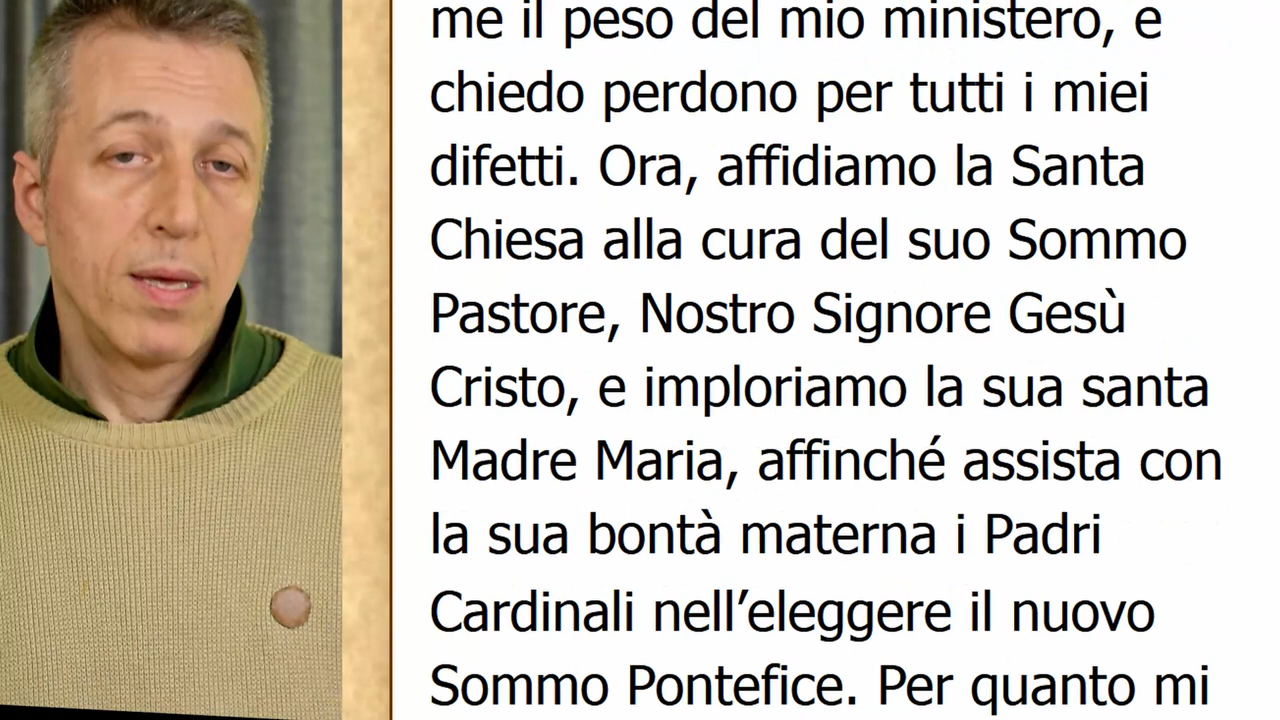 me il peso del mio ministero, e
chiedo perdono per tutti i miei
difetti. Ora, affidiamo la Santa
Chiesa alla cura del suo Sommo
Pastore, Nostro Signore Gesù
Cristo, e imploriamo la sua santa
Madre Maria, affinché assista con
la sua bontà materna i Padri
Cardinali nell’eleggere il nuovo
Sommo Pontefice. Per quanto mi